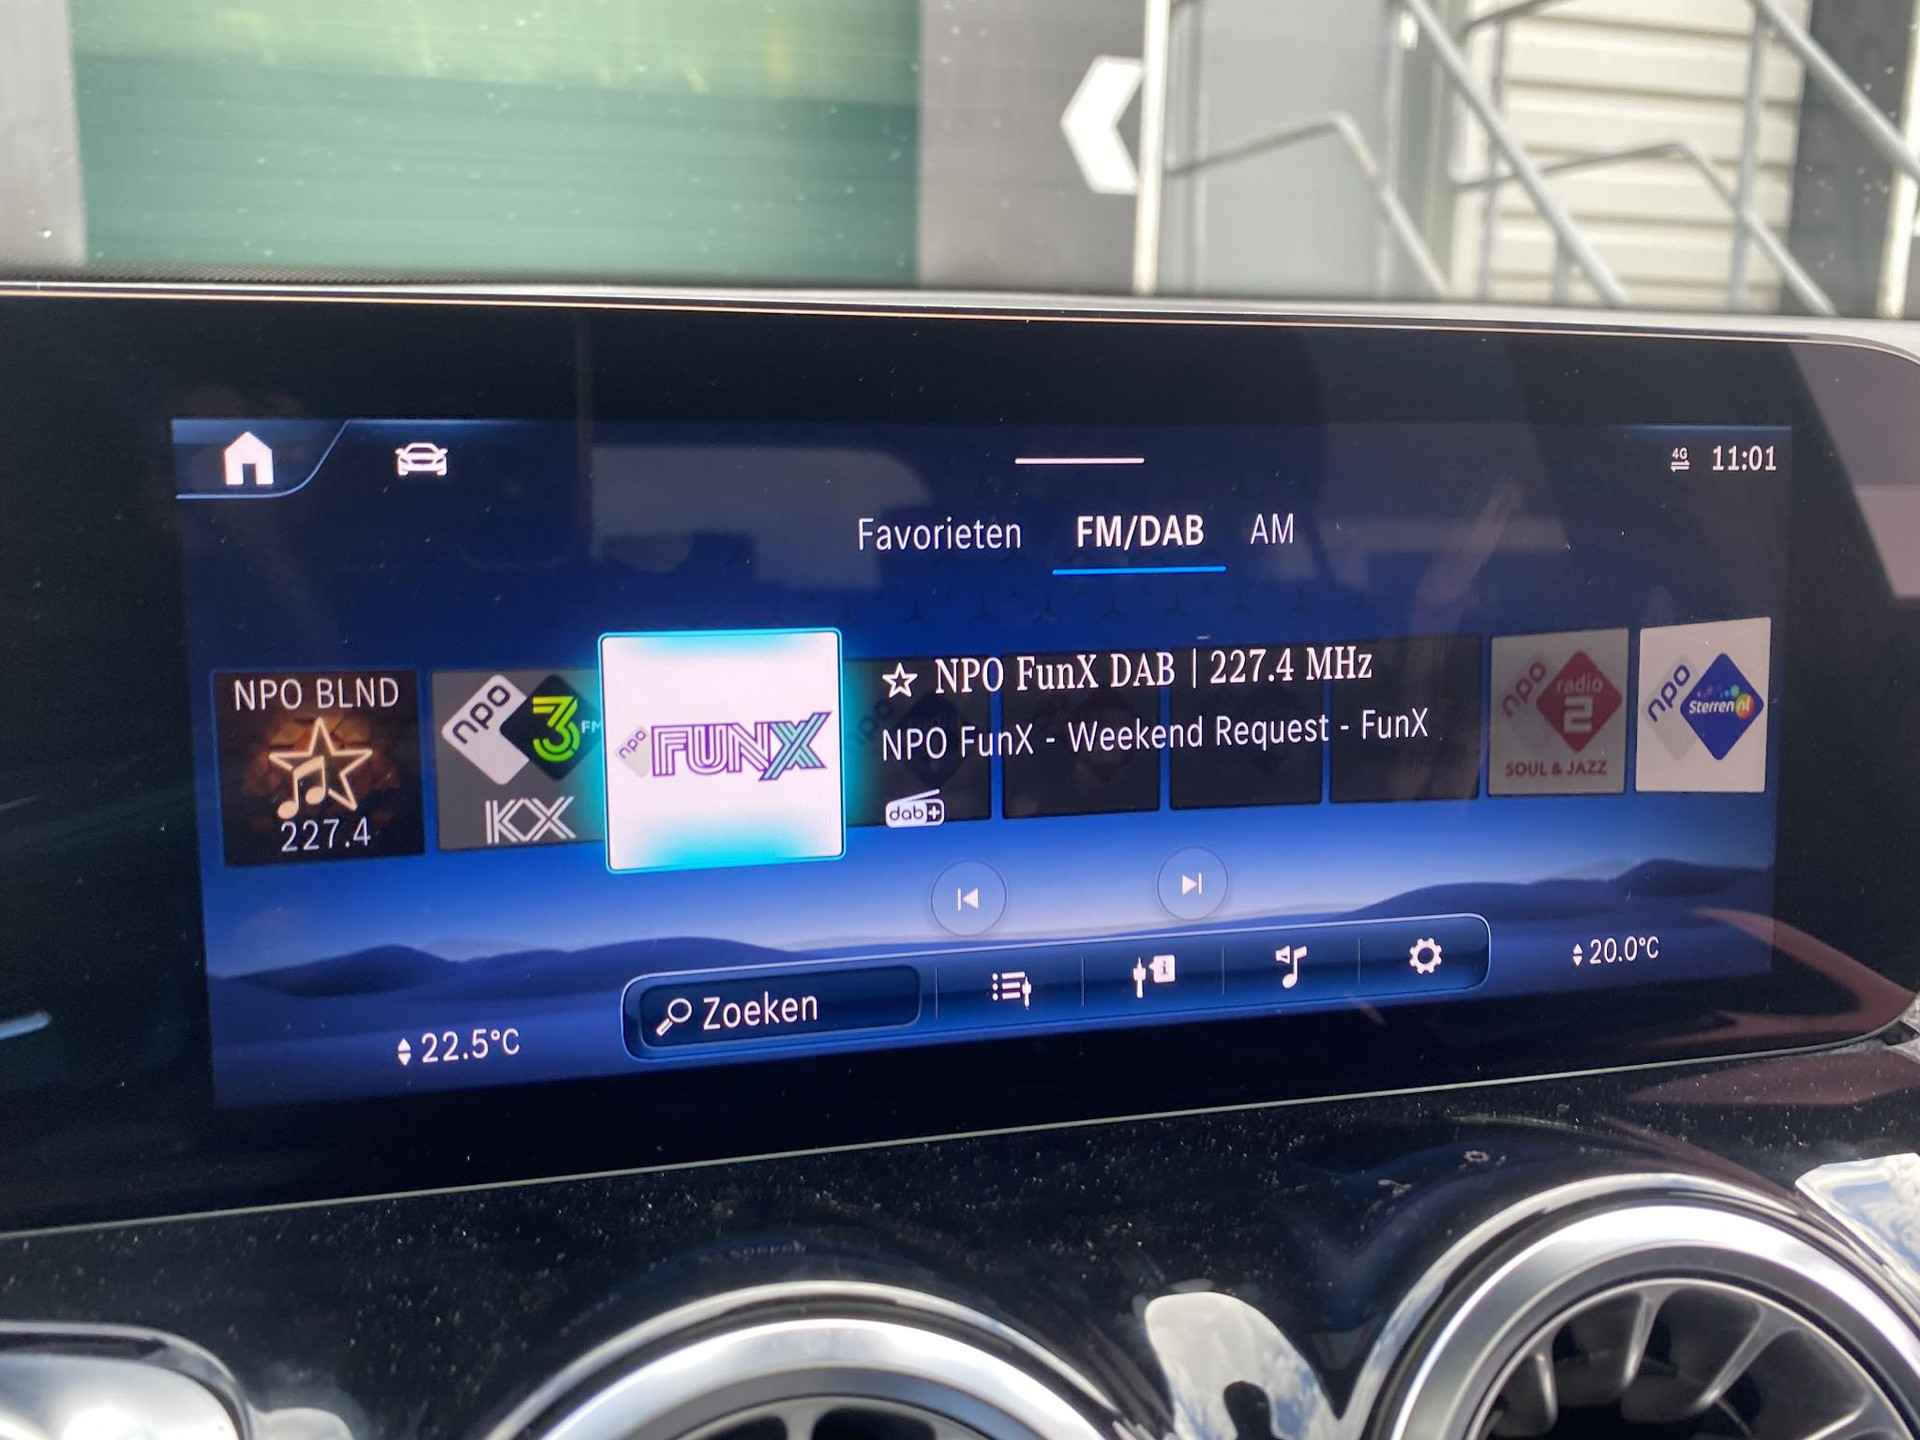 4G 11:01
Favorieten FM/DAB AM
NPO BLND
227.4
npo 3FM
KX
npo FUNX
☆ NPO FunX DAB | 227.4 MHz
NPO FunX - Weekend Request - FunX
dab+
npo radio 2
SOUL & JAZZ
npo Sterren.nl
22.5°C
Zoeken
20.0°C